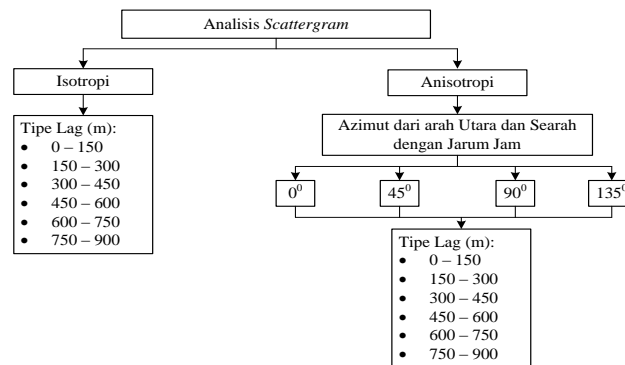 Analisis Scattergram
Isotropi
Tipe Lag (m):
• 0 – 150
• 150 – 300
• 300 – 450
• 450 – 600
• 600 – 750
• 750 – 900
Anisotropi
Azimut dari arah Utara dan Searah
dengan Jarum Jam
0⁰
45⁰
90⁰
135⁰
Tipe Lag (m):
• 0 – 150
• 150 – 300
• 300 – 450
• 450 – 600
• 600 – 750
• 750 – 900